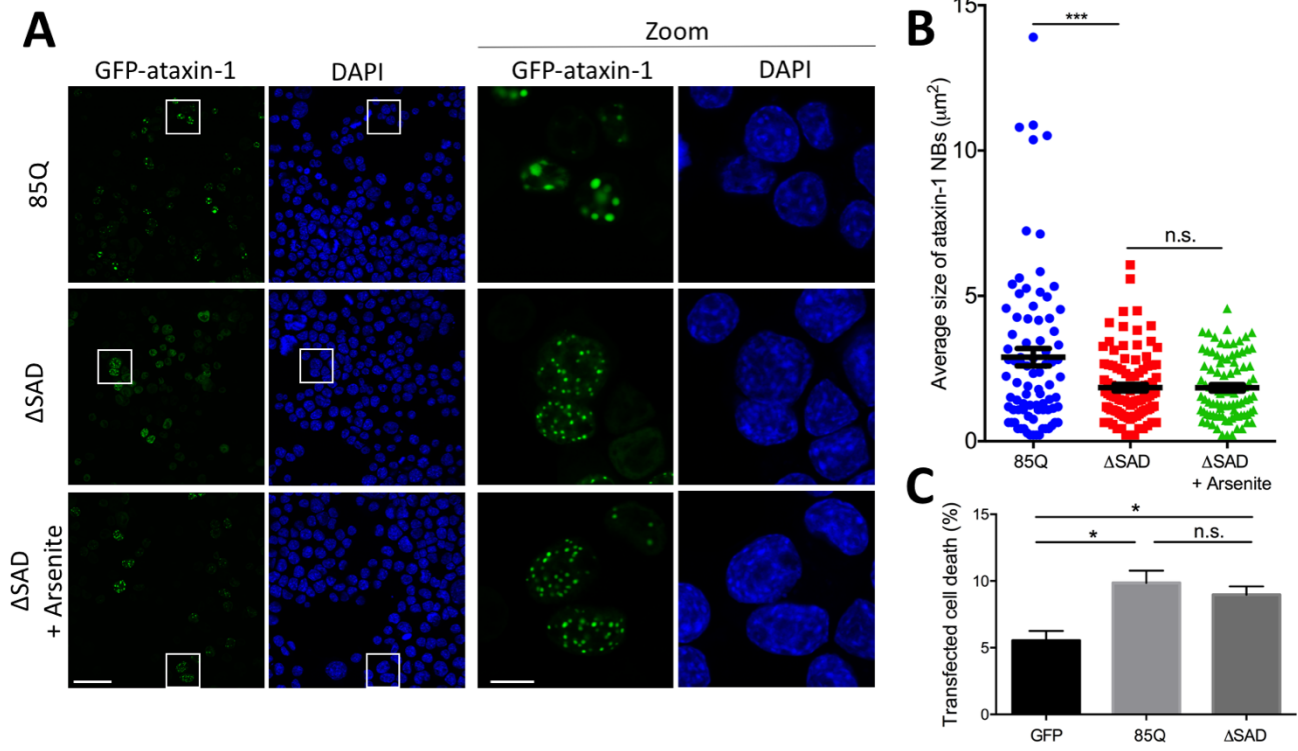 A
Zoom
GFP-ataxin-1
DAPI
GFP-ataxin-1
DAPI
85Q
ΔSAD
ΔSAD
+ Arsenite
B
Average size of ataxin-1 NBs (μm²)
15
10
5
0
***
n.s.
85Q
ΔSAD
ΔSAD
+ Arsenite
C
Transfected cell death (%)
15
10
5
0
*
*
n.s.
GFP
85Q
ΔSAD